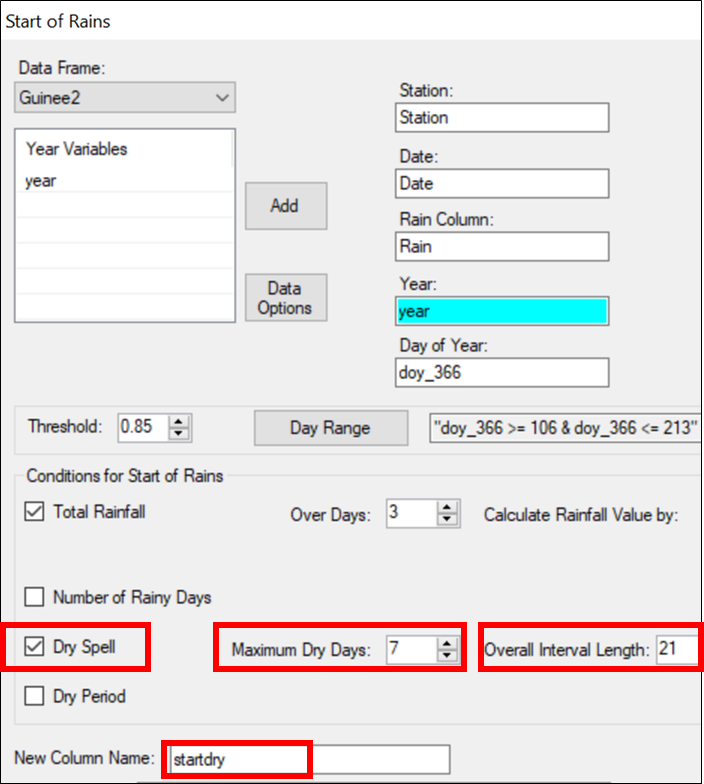 Start of Rains
Data Frame:
Guinee2
Year Variables
year
Add
Data
Options
Station:
Station
Date:
Date
Rain Column:
Rain
Year:
year
Day of Year:
doy_366
Threshold: 0.85 Day Range "doy_366 >= 106 & doy_366 <= 213"
Conditions for Start of Rains
Total Rainfall Over Days: 3 Calculate Rainfall Value by:
Number of Rainy Days
Dry Spell Maximum Dry Days: 7 Overall Interval Length: 21
Dry Period
New Column Name: startdry